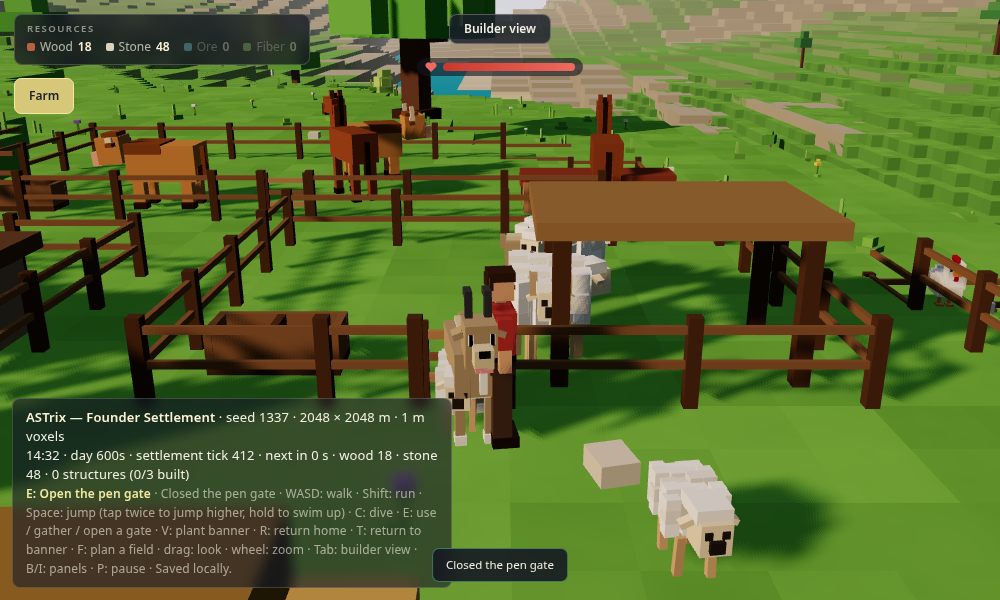 RESOURCES
Wood 18 Stone 48 Ore 0 Fiber 0
Builder view
Farm
ASTrix — Founder Settlement · seed 1337 · 2048 × 2048 m · 1 m
voxels
14:32 · day 600s · settlement tick 412 · next in 0 s · wood 18 · stone
48 · 0 structures (0/3 built)
E: Open the pen gate · Closed the pen gate · WASD: walk · Shift: run ·
Space: jump (tap twice to jump higher, hold to swim up) · C: dive · E: use
/ gather / open a gate · V: plant banner · R: return home · T: return to
banner · F: plan a field · drag: look · wheel: zoom · Tab: builder view ·
B/I: panels · P: pause · Saved locally.
Closed the pen gate